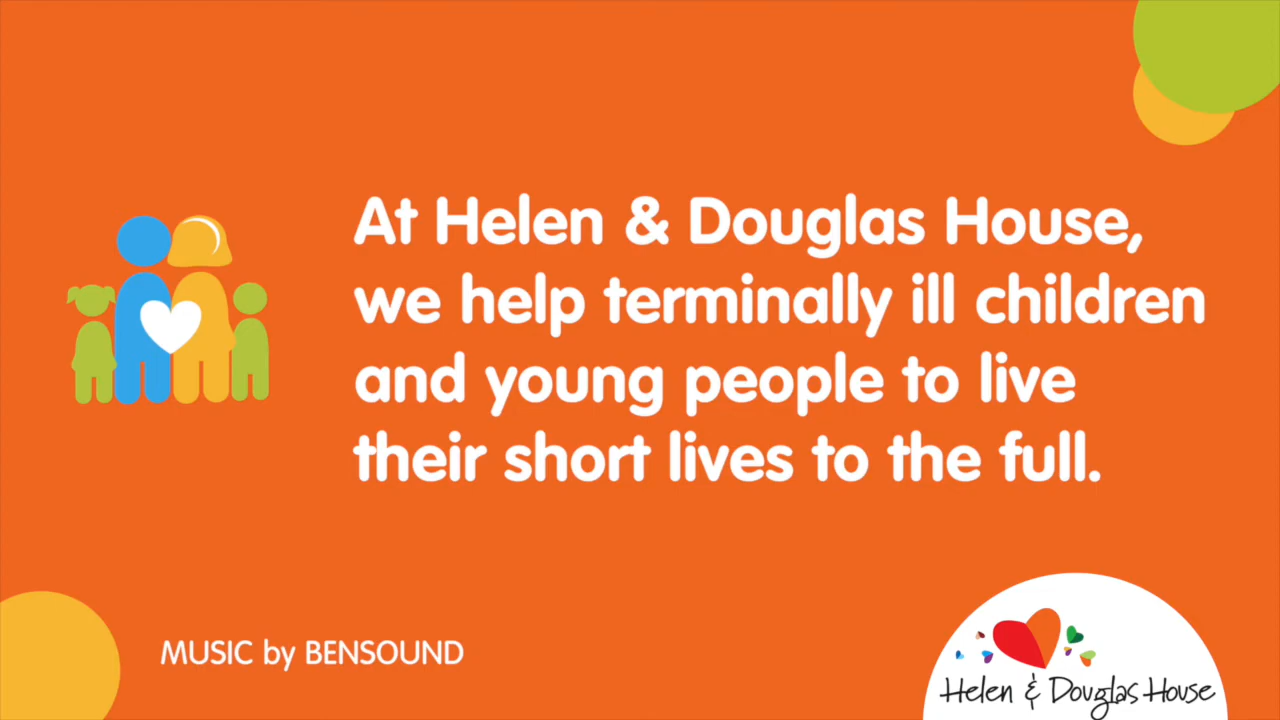 At Helen & Douglas House,
we help terminally ill children
and young people to live
their short lives to the full.
MUSIC by BENSOUND
Helen & Douglas House